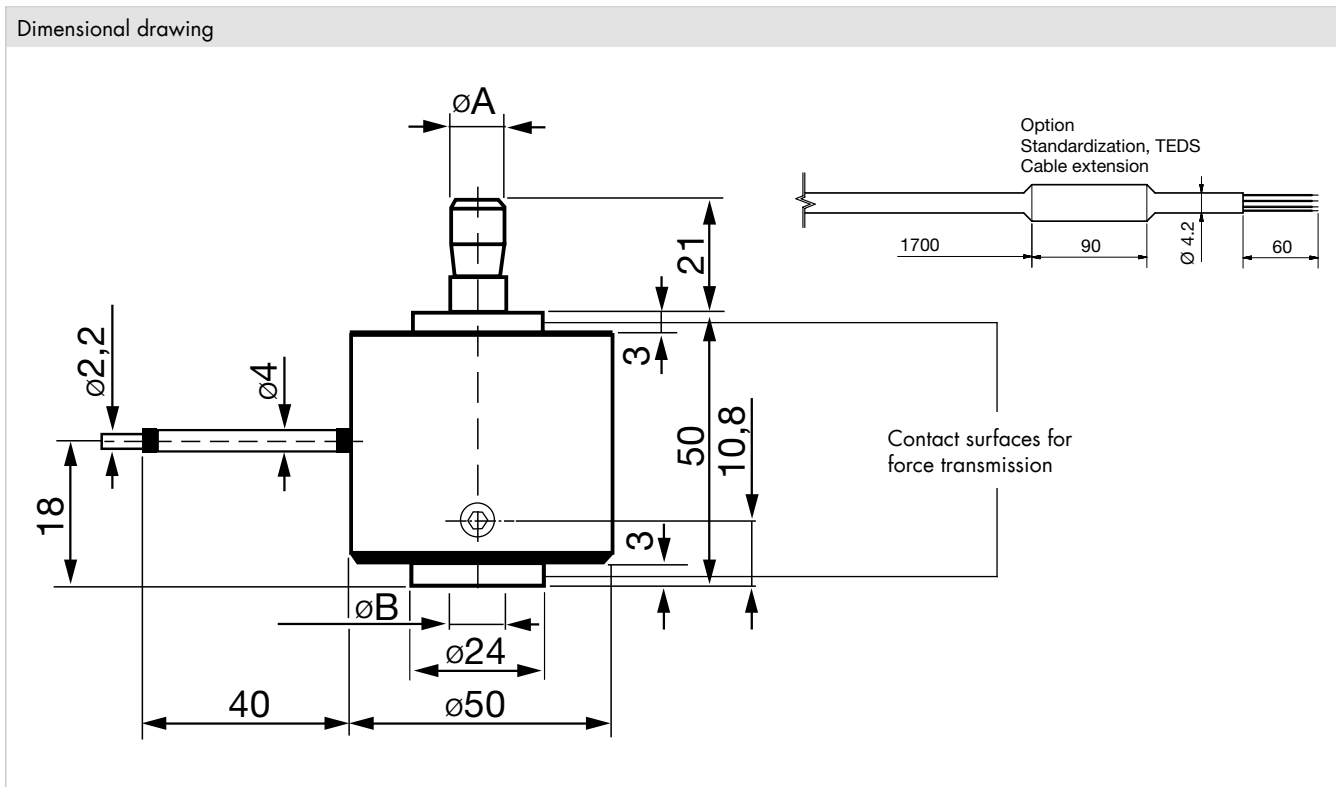 Dimensional drawing
øA
Option
Standardization, TEDS
Cable extension
1700
90
Ø 4.2
60
21
3
ø2,2
ø4
50
10,8
Contact surfaces for
force transmission
18
3
øB
ø24
40
ø50